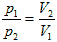 p₁/p₂ = V₂/V₁